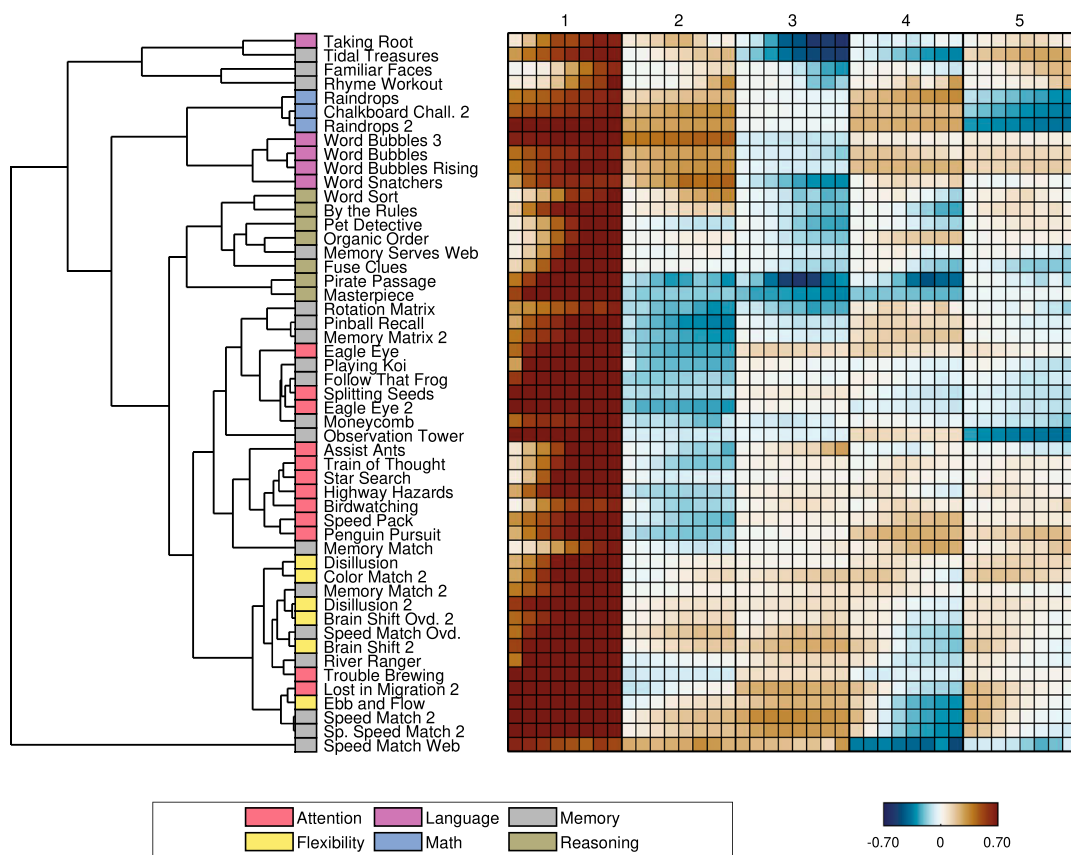 1 2 3 4 5
Taking Root
Tidal Treasures
Familiar Faces
Rhyme Workout
Raindrops
Chalkboard Chall. 2
Raindrops 2
Word Bubbles 3
Word Bubbles
Word Bubbles Rising
Word Snatchers
Word Sort
By the Rules
Pet Detective
Organic Order
Memory Serves Web
Fuse Clues
Pirate Passage
Masterpiece
Rotation Matrix
Pinball Recall
Memory Matrix 2
Eagle Eye
Playing Koi
Follow That Frog
Splitting Seeds
Eagle Eye 2
Moneycomb
Observation Tower
Assist Ants
Train of Thought
Star Search
Highway Hazards
Birdwatching
Speed Pack
Penguin Pursuit
Memory Match
Disillusion
Color Match 2
Memory Match 2
Disillusion 2
Brain Shift Ovd. 2
Speed Match Ovd.
Brain Shift 2
River Ranger
Trouble Brewing
Lost in Migration 2
Ebb and Flow
Speed Match 2
Sp. Speed Match 2
Speed Match Web
Attention Language Memory
Flexibility Math Reasoning
-0.70 0 0.70